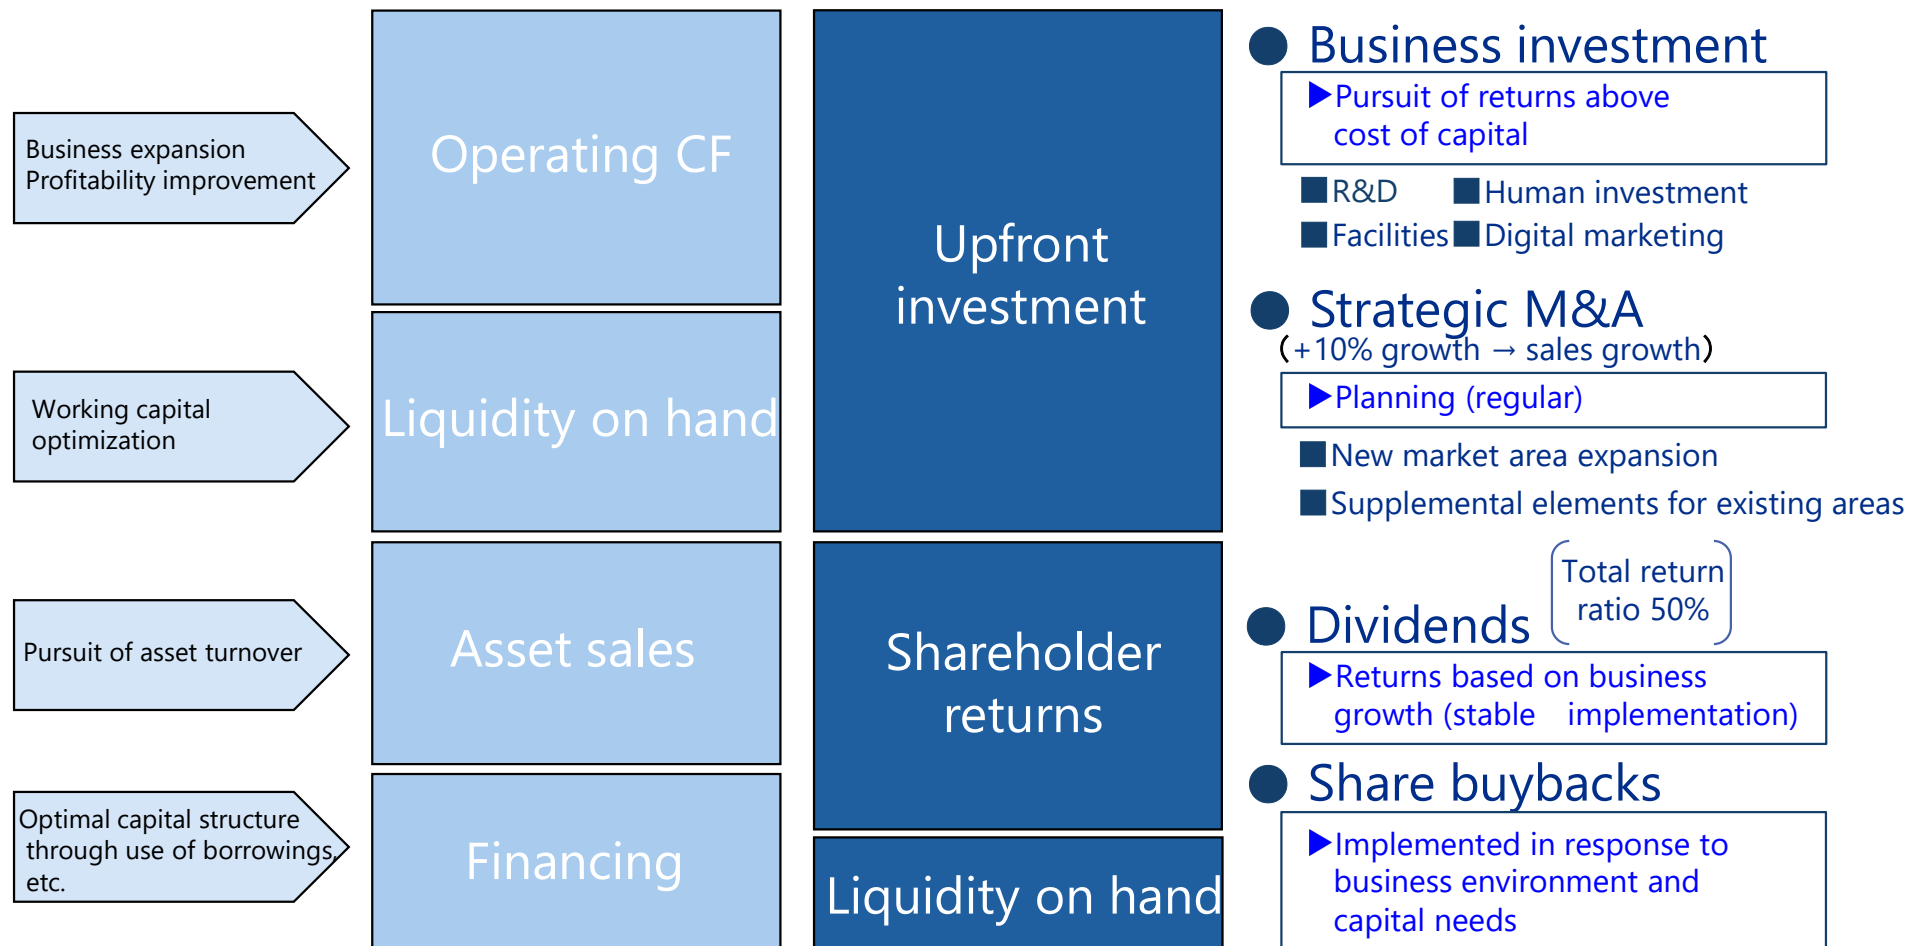 Business expansion
Profitability improvement
Working capital
optimization
Pursuit of asset turnover
Optimal capital structure
through use of borrowings,
etc.
Operating CF
Liquidity on hand
Asset sales
Financing
Upfront
investment
Shareholder
returns
Liquidity on hand
● Business investment
▶Pursuit of returns above
cost of capital
■R&D ■Human investment
■Facilities ■Digital marketing
● Strategic M&A
(+10% growth → sales growth)
▶Planning (regular)
■New market area expansion
■Supplemental elements for existing areas
Total return
ratio 50%
● Dividends
▶Returns based on business
growth (stable implementation)
● Share buybacks
▶Implemented in response to
business environment and
capital needs